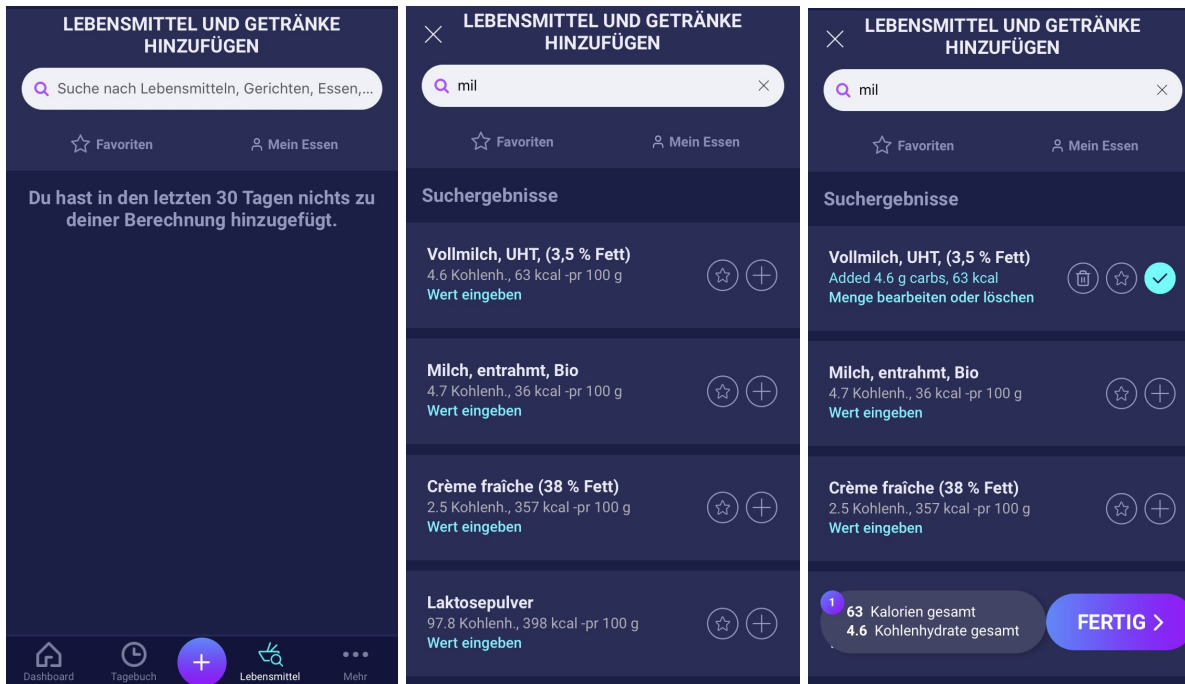 LEBENSMITTEL UND GETRÄNKE
HINZUFÜGEN
Suche nach Lebensmitteln, Gerichten, Essen,...
Favoriten
Mein Essen
Du hast in den letzten 30 Tagen nichts zu
deiner Berechnung hinzugefügt.
Dashboard
Tagebuch
+
Lebensmittel
Mehr
LEBENSMITTEL UND GETRÄNKE
HINZUFÜGEN
mil
Favoriten
Mein Essen
Suchergebnisse
Vollmilch, UHT, (3,5 % Fett)
4.6 Kohlenh., 63 kcal -pr 100 g
Wert eingeben
Milch, entrahmt, Bio
4.7 Kohlenh., 36 kcal -pr 100 g
Wert eingeben
Crème fraîche (38 % Fett)
2.5 Kohlenh., 357 kcal -pr 100 g
Wert eingeben
Laktosepulver
97.8 Kohlenh., 398 kcal -pr 100 g
Wert eingeben
LEBENSMITTEL UND GETRÄNKE
HINZUFÜGEN
mil
Favoriten
Mein Essen
Suchergebnisse
Vollmilch, UHT, (3,5 % Fett)
Added 4.6 g carbs, 63 kcal
Menge bearbeiten oder löschen
Milch, entrahmt, Bio
4.7 Kohlenh., 36 kcal -pr 100 g
Wert eingeben
Crème fraîche (38 % Fett)
2.5 Kohlenh., 357 kcal -pr 100 g
Wert eingeben
1
63 Kalorien gesamt
4.6 Kohlenhydrate gesamt
FERTIG >